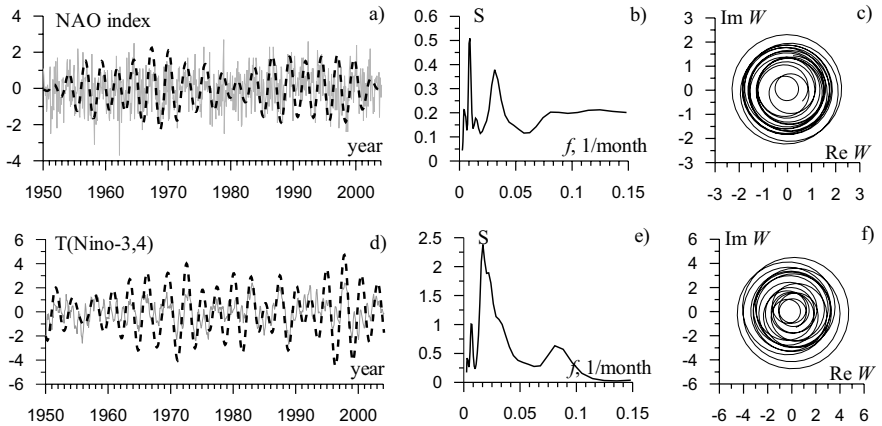 NAO index
a)
4
2
0
-2
-4
year
1950 1960 1970 1980 1990 2000
S
b)
0.6
0.5
0.4
0.3
0.2
0.1
0
f, 1/month
0 0.05 0.1 0.15
Im W
c)
3
2
1
0
-1
-2
-3
Re W
-3 -2 -1 0 1 2 3
T(Nino-3,4)
d)
6
4
2
0
-2
-4
-6
year
1950 1960 1970 1980 1990 2000
S
e)
2.5
2
1.5
1
0.5
0
f, 1/month
0 0.05 0.1 0.15
Im W
f)
6
4
2
0
-2
-4
-6
Re W
-6 -4 -2 0 2 4 6